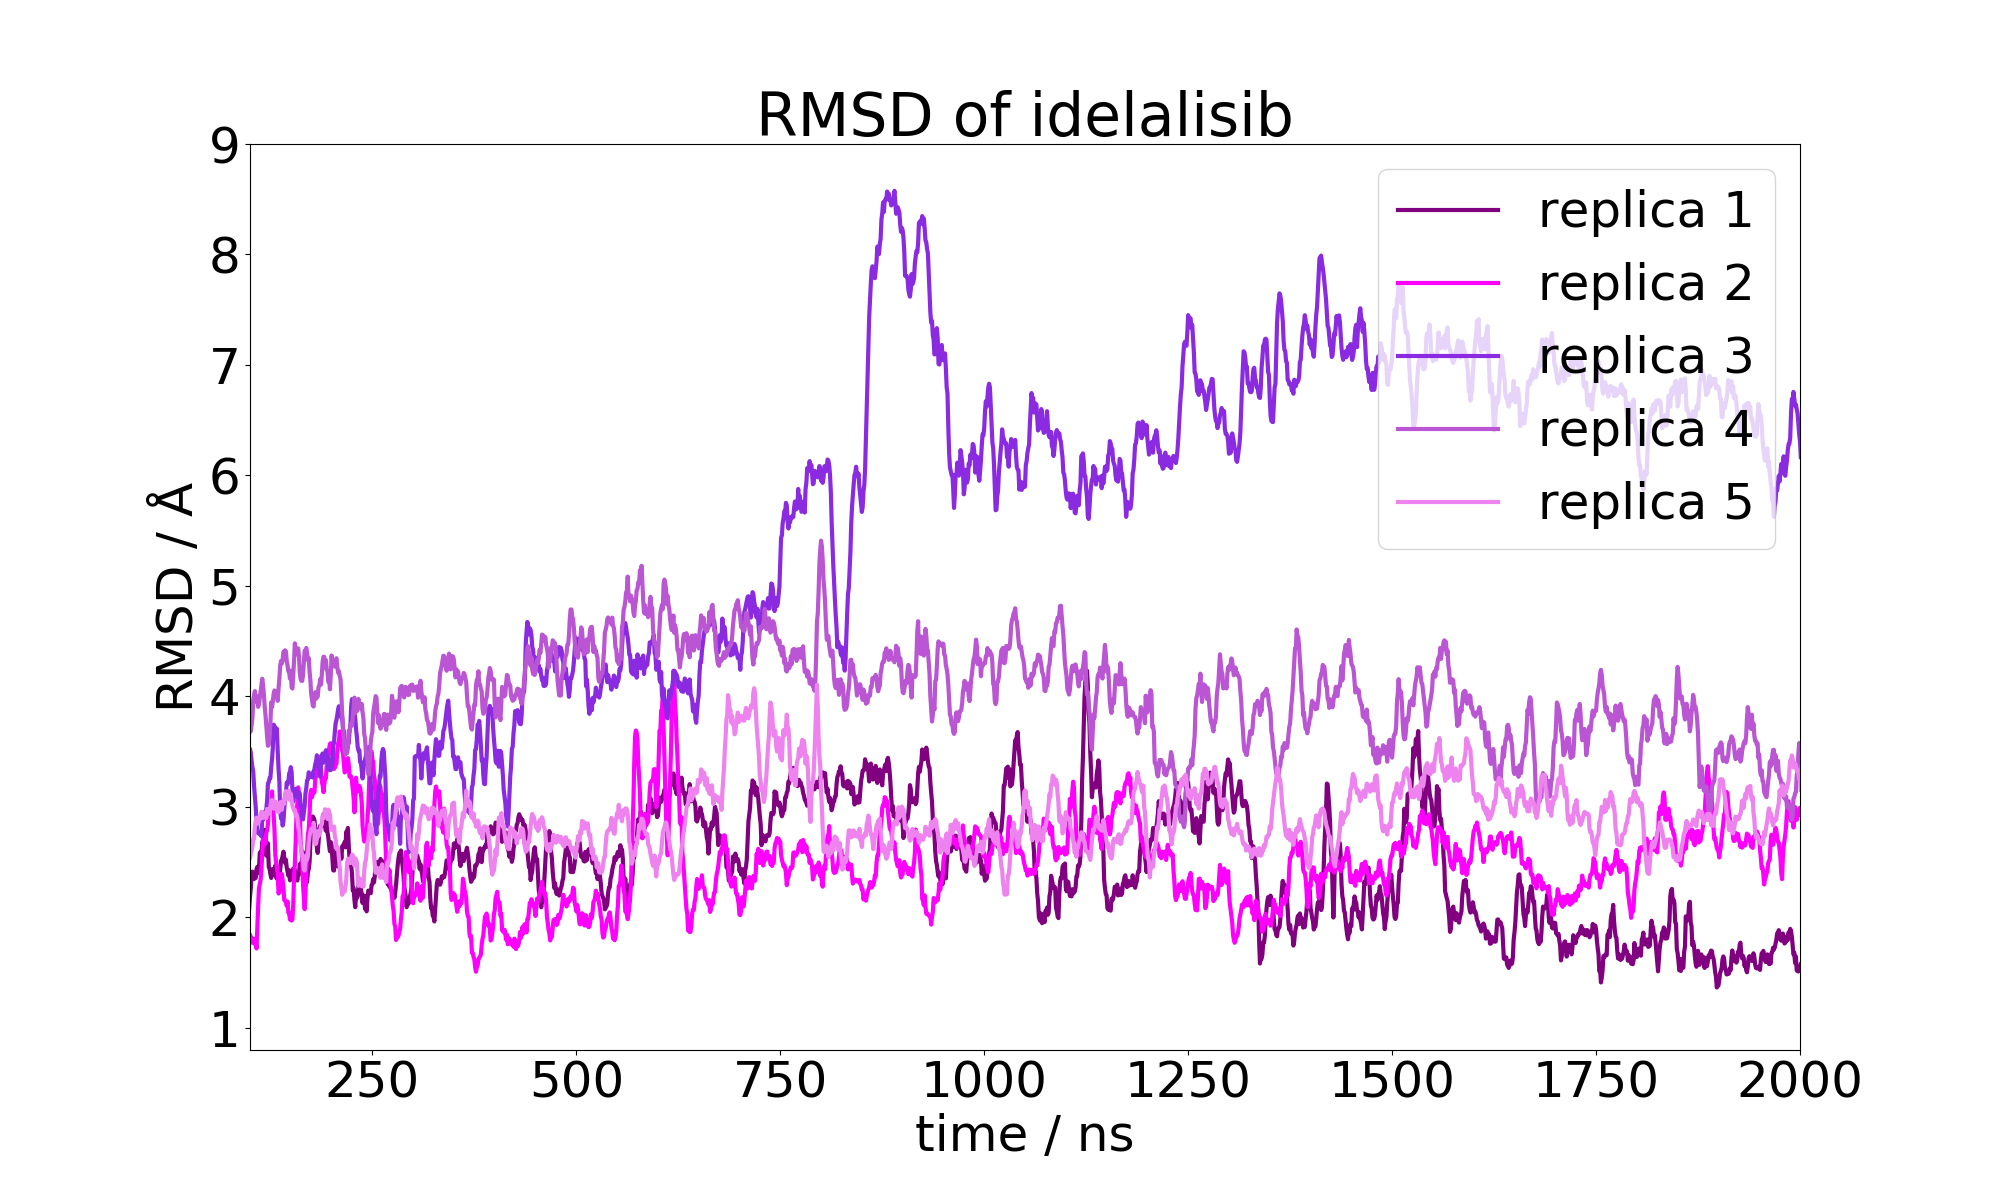 RMSD of idelalisib
9
8
7
6
5
4
3
2
1
RMSD / Å
replica 1
replica 2
replica 3
replica 4
replica 5
250 500 750 1000 1250 1500 1750 2000
time / ns